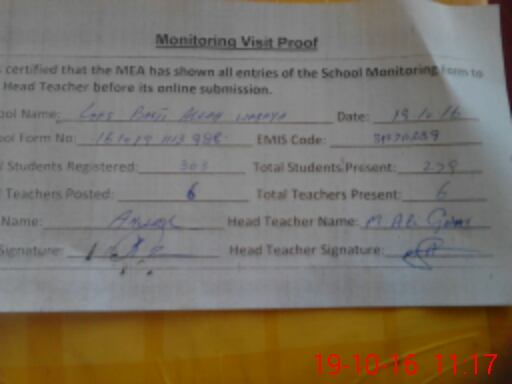 Monitoring Visit Proof
certified that the MEA has shown all entries of the School Monitoring Form to
Head Teacher before its online submission.
ool Name: Basti Allah Date: 19 10 16
ool Form No: EMIS Code:
Students Registered: 303 Total Students Present: 279
Teachers Posted: 6 Total Teachers Present: 6
Name: Head Teacher Name: M
Signature: Head Teacher Signature:
19-10-16 11:17